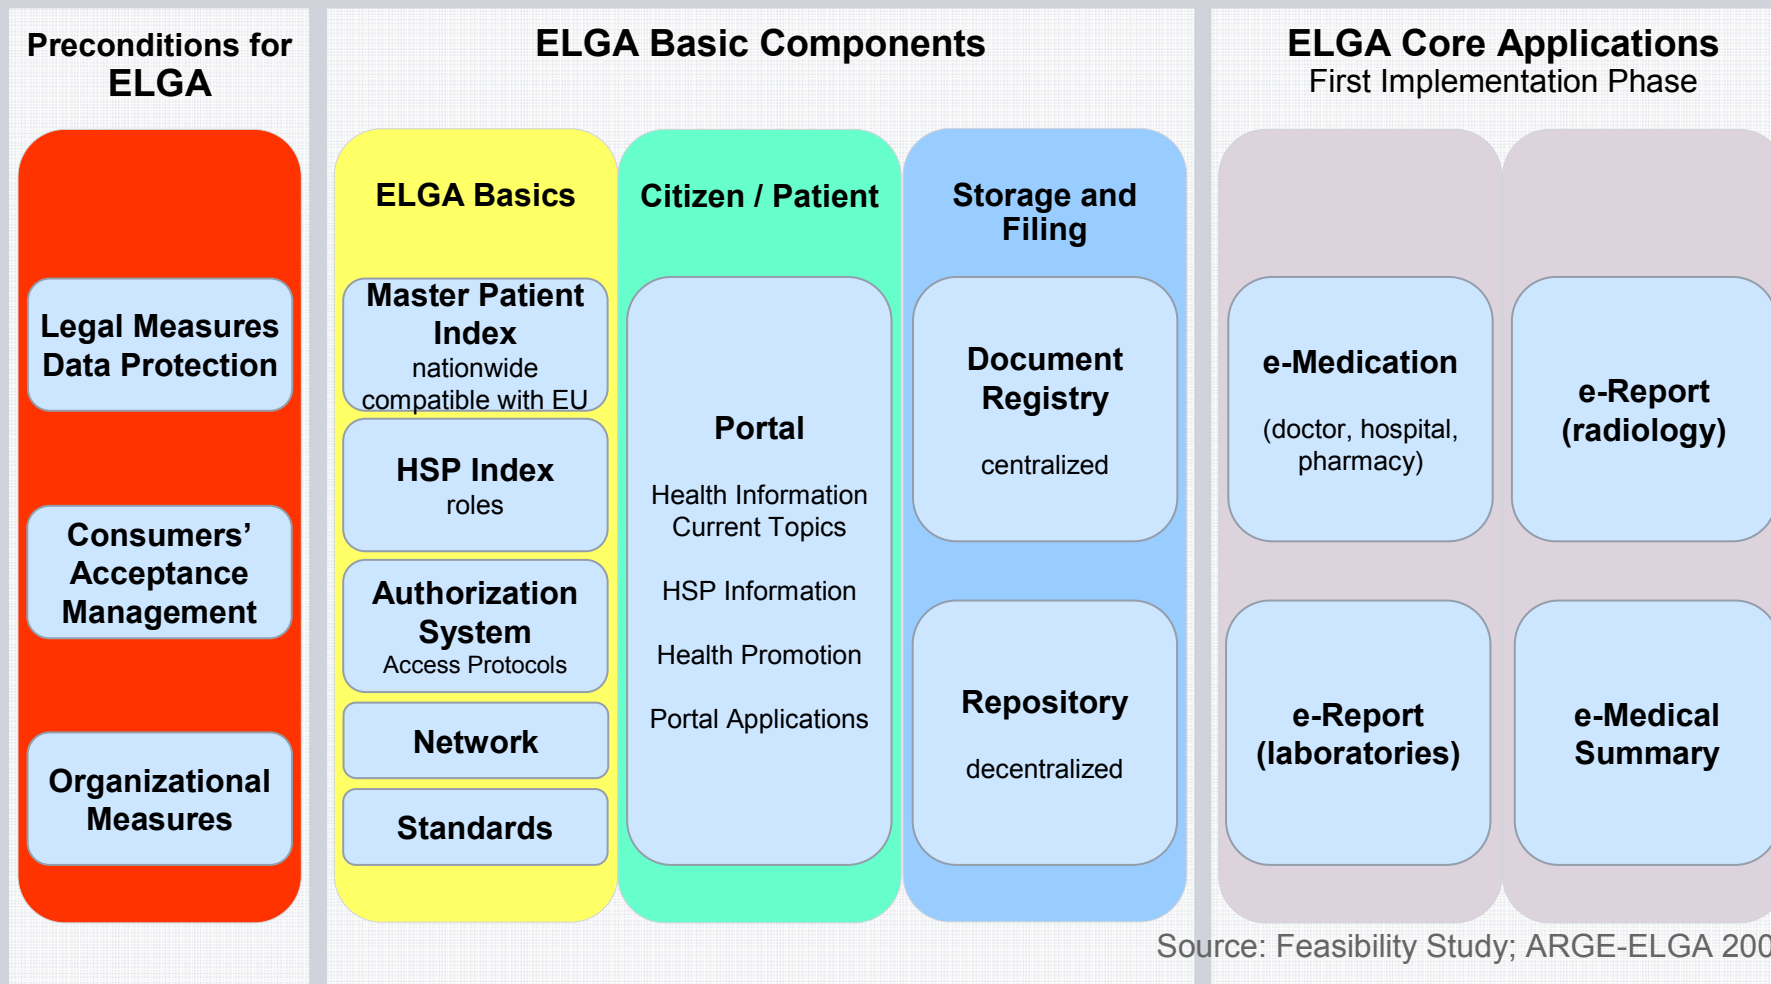 Preconditions for
ELGA
Legal Measures
Data Protection
Consumers’
Acceptance
Management
Organizational
Measures
ELGA Basic Components
ELGA Basics
Master Patient
Index
nationwide
compatible with EU
HSP Index
roles
Authorization
System
Access Protocols
Network
Standards
Citizen / Patient
Portal
Health Information
Current Topics
HSP Information
Health Promotion
Portal Applications
Storage and
Filing
Document
Registry
centralized
Repository
decentralized
ELGA Core Applications
First Implementation Phase
e-Medication
(doctor, hospital,
pharmacy)
e-Report
(radiology)
e-Report
(laboratories)
e-Medical
Summary
Source: Feasibility Study; ARGE-ELGA